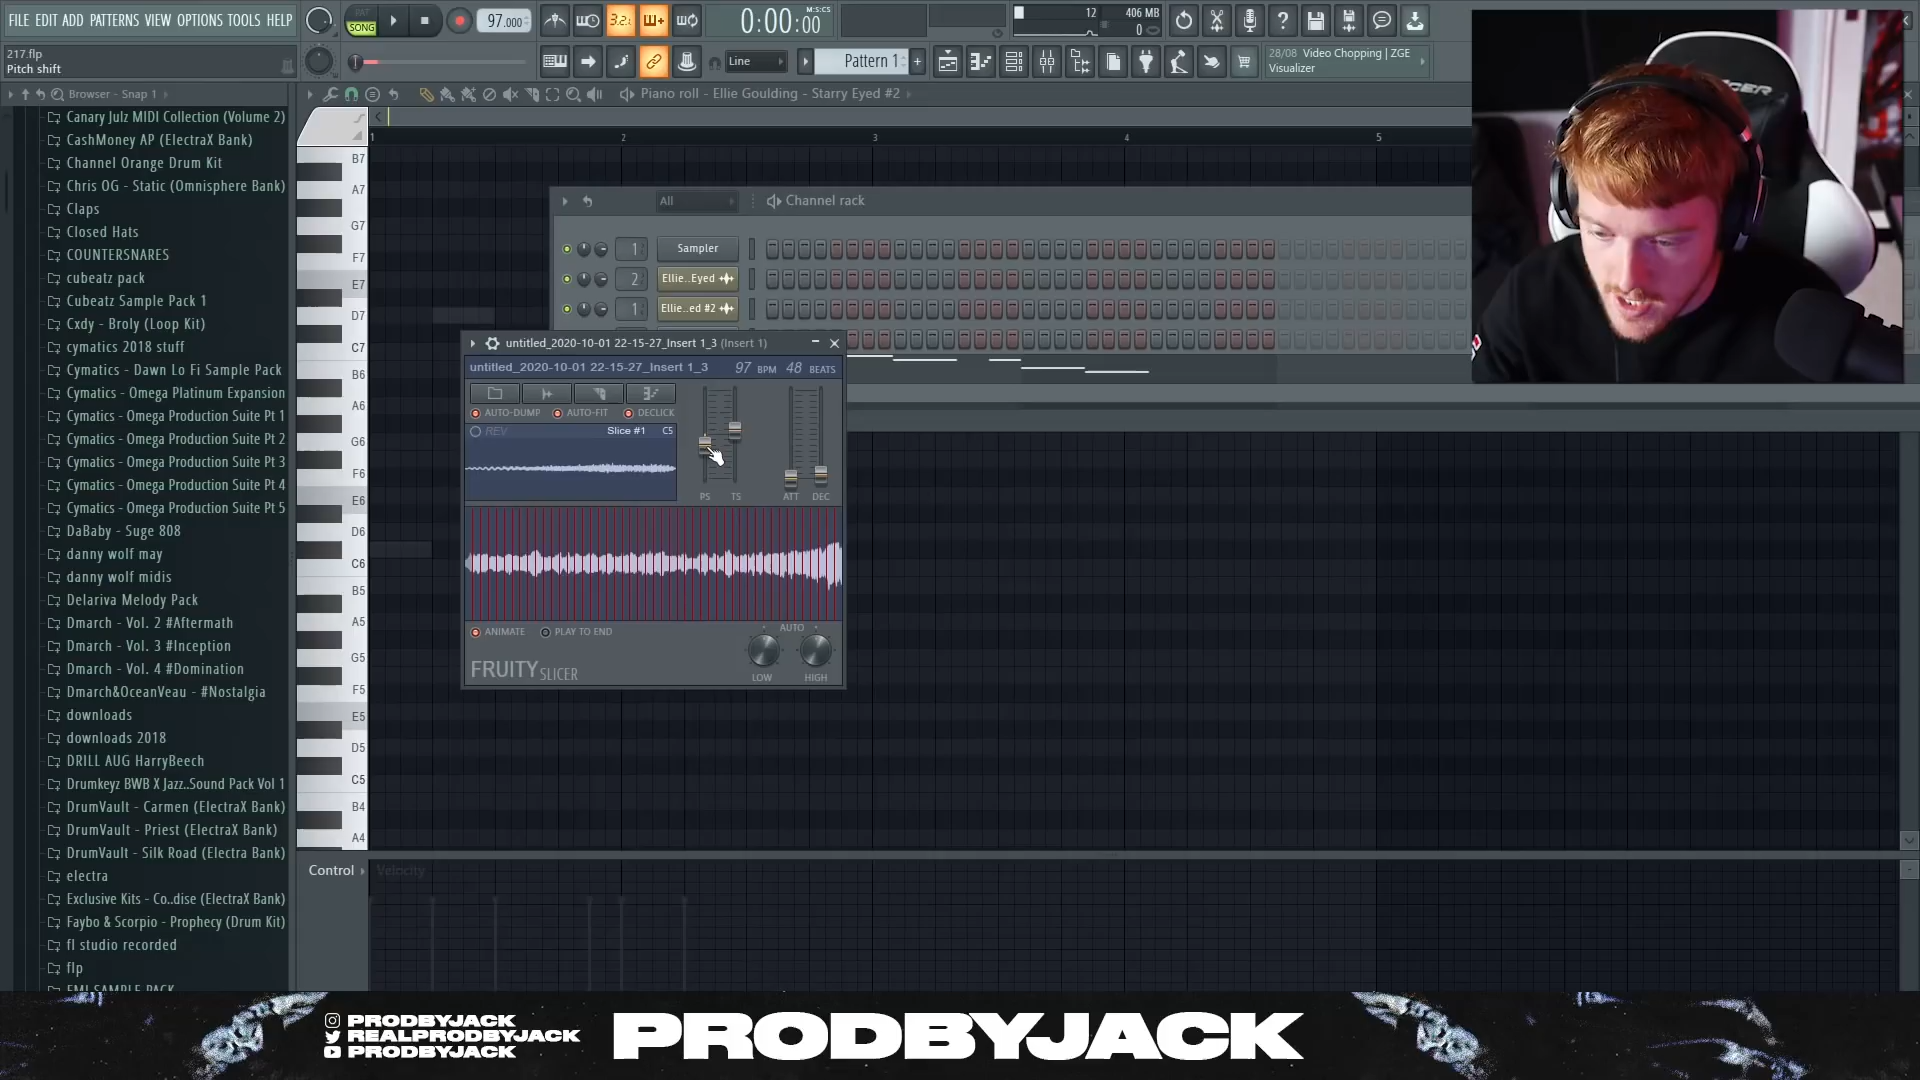 FILE EDIT ADD PATTERNS VIEW OPTIONS TOOLS HELP
PAT
SONG
97.000
3.2.
0:00:00
M:S:CS
12
406 MB
0
217.flp
Pitch shift
Line
Pattern 1
28/08 Video Chopping | ZGE
Visualizer
Browser - Snap 1
Piano roll - Ellie Goulding - Starry Eyed #2
Canary Julz MIDI Collection (Volume 2)
CashMoney AP (ElectraX Bank)
Channel Orange Drum Kit
Chris OG - Static (Omnisphere Bank)
Claps
Closed Hats
COUNTERSNARES
cubeatz pack
Cubeatz Sample Pack 1
Cxdy - Broly (Loop Kit)
cymatics 2018 stuff
Cymatics - Dawn Lo Fi Sample Pack
Cymatics - Omega Platinum Expansion
Cymatics - Omega Production Suite Pt 1
Cymatics - Omega Production Suite Pt 2
Cymatics - Omega Production Suite Pt 3
Cymatics - Omega Production Suite Pt 4
Cymatics - Omega Production Suite Pt 5
DaBaby - Suge 808
danny wolf may
danny wolf midis
Delariva Melody Pack
Dmarch - Vol. 2 #Aftermath
Dmarch - Vol. 3 #Inception
Dmarch - Vol. 4 #Domination
Dmarch&OceanVeau - #Nostalgia
downloads
downloads 2018
DRILL AUG HarryBeech
Drumkeyz BWB X Jazz..Sound Pack Vol 1
DrumVault - Carmen (ElectraX Bank)
DrumVault - Priest (ElectraX Bank)
DrumVault - Silk Road (Electra Bank)
electra
Exclusive Kits - Co..dise (ElectraX Bank)
Faybo & Scorpio - Prophecy (Drum Kit)
fl studio recorded
flp
EMI SAMPLE PACK
1 2 3 4 5
B7
A7
G7
F7
E7
D7
C7
B6
A6
G6
F6
E6
D6
C6
B5
A5
G5
F5
E5
D5
C5
B4
A4
All
Channel rack
1 Sampler
2 Ellie..Eyed
1 Ellie..ed #2
untitled_2020-10-01 22-15-27_Insert 1_3 (Insert 1)
untitled_2020-10-01 22-15-27_Insert 1_3 97 BPM 48 BEATS
AUTO-DUMP AUTO-FIT DECLICK
REV Slice #1 C5
PS TS ATT DEC
ANIMATE PLAY TO END
AUTO
FRUITY SLICER
LOW HIGH
Control
Velocity
PRODBYJACK
REALPRODBYJACK
PRODBYJACK
PRODBYJACK